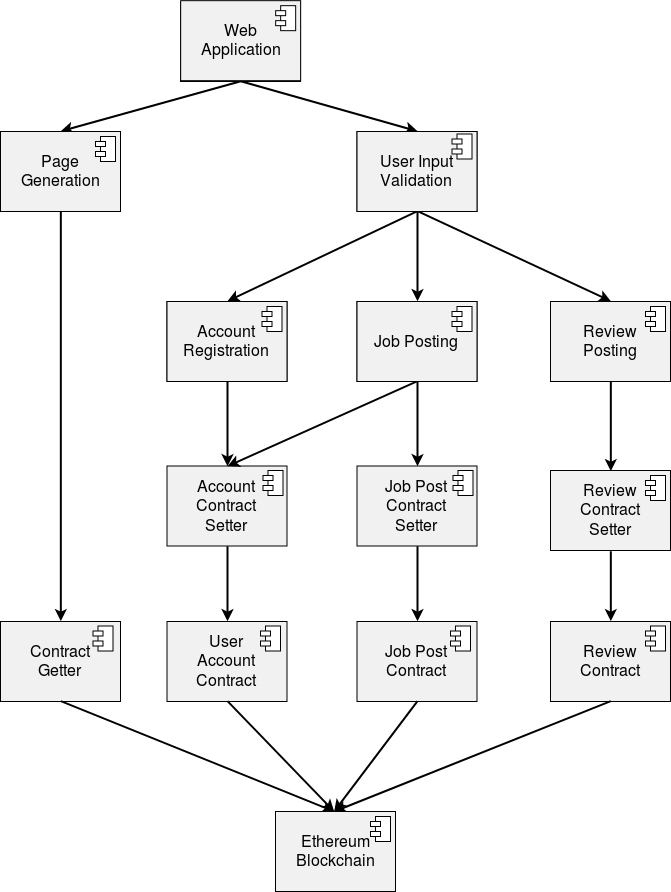 Web
Application
Page
Generation
User Input
Validation
Account
Registration
Job Posting
Review
Posting
Account
Contract
Setter
Job Post
Contract
Setter
Review
Contract
Setter
Contract
Getter
User
Account
Contract
Job Post
Contract
Review
Contract
Ethereum
Blockchain